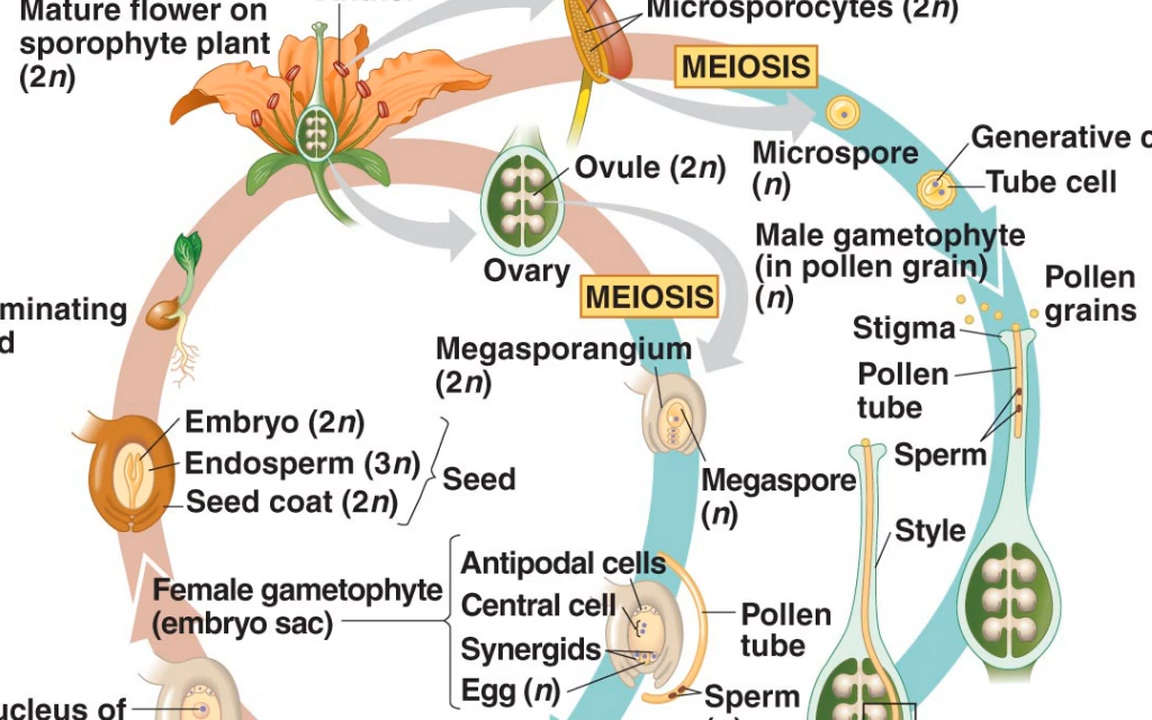 Mature flower on
sporophyte plant
(2n)
Microsporocytes (2n)
MEIOSIS
Microspore
(n)
Generative
Tube cell
Ovule (2n)
Ovary
Male gametophyte
(in pollen grain)
(n)
Pollen
grains
MEIOSIS
minating
d
Stigma
Megasporangium
(2n)
Pollen
tube
Sperm
Embryo (2n)
Endosperm (3n)
Seed coat (2n)
Seed
Megaspore
(n)
Style
Antipodal cells
Central cell
Synergids
Egg (n)
Female gametophyte
(embryo sac)
Pollen
tube
Sperm
ucleus of